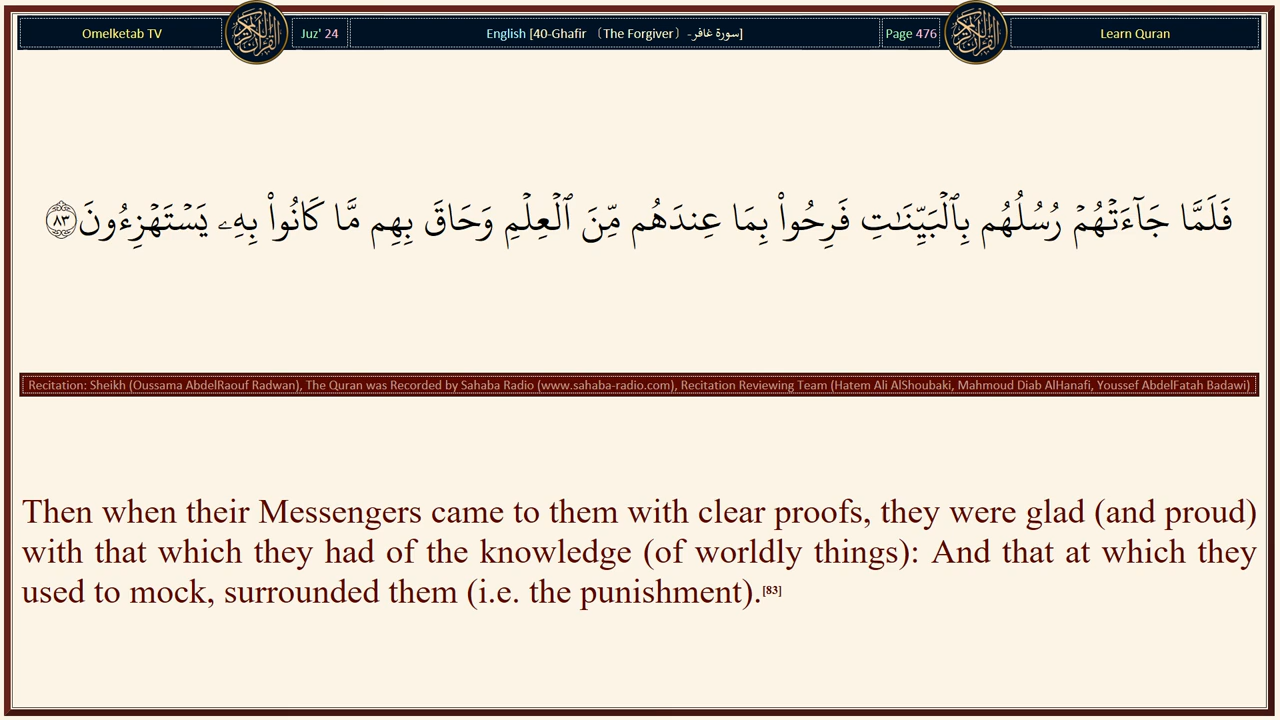 Omelketab TV
Juz' 24
English [40-Ghafir 〔The Forgiver〕 -سورة غافر]
Page 476
Learn Quran
فَلَمَّا جَآءَتۡهُمۡ رُسُلُهُم بِٱلۡبَيِّنَٰتِ فَرِحُواْ بِمَا عِندَهُم مِّنَ ٱلۡعِلۡمِ وَحَاقَ بِهِم مَّا كَانُواْ بِهِۦ يَسۡتَهۡزِءُونَ ٨٣
Recitation: Sheikh (Oussama AbdelRaouf Radwan), The Quran was Recorded by Sahaba Radio (www.sahaba-radio.com), Recitation Reviewing Team (Hatem Ali AlShoubaki, Mahmoud Diab AlHanafi, Youssef AbdelFatah Badawi)
Then when their Messengers came to them with clear proofs, they were glad (and proud)
with that which they had of the knowledge (of worldly things): And that at which they
used to mock, surrounded them (i.e. the punishment).[83]